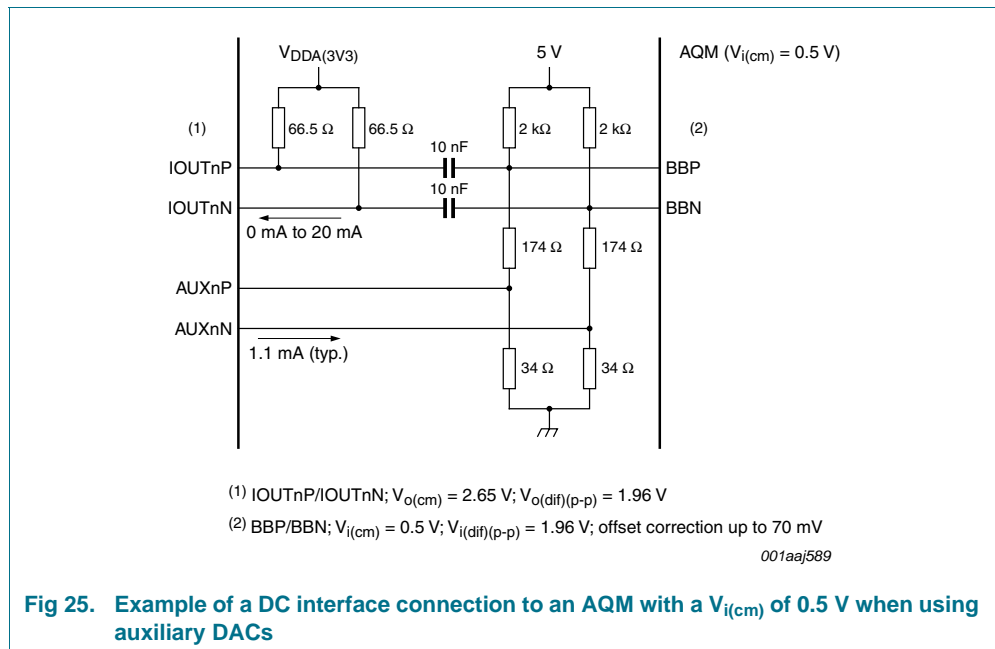 V_DDA(3V3) 5 V AQM (V_i(cm) = 0.5 V)
(1) 66.5 Ω 66.5 Ω 2 kΩ 2 kΩ (2)
10 nF
IOUTnP BBP
10 nF
IOUTnN BBN
0 mA to 20 mA
174 Ω 174 Ω
AUXnP
AUXnN
1.1 mA (typ.)
34 Ω 34 Ω
(1) IOUTnP/IOUTnN; V_o(cm) = 2.65 V; V_o(dif)(p-p) = 1.96 V
(2) BBP/BBN; V_i(cm) = 0.5 V; V_i(dif)(p-p) = 1.96 V; offset correction up to 70 mV
001aaj589
Fig 25. Example of a DC interface connection to an AQM with a V_i(cm) of 0.5 V when using
auxiliary DACs